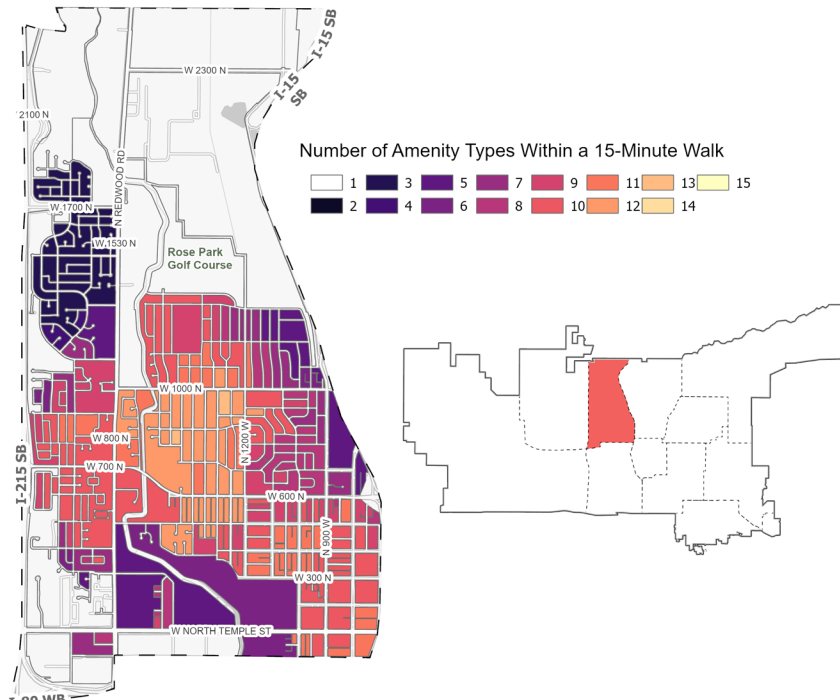 I-15 SB
W 2300 N
I-15
SB
2100 N
Number of Amenity Types Within a 15-Minute Walk
1 3 5 7 9 11 13 15
2 4 6 8 10 12 14
N REDWOOD RD
W 1700 N
W 1530 N
Rose Park
Golf Course
W 1000 N
W 800 N
N 1200 W
W 700 N
I-215 SB
W 600 N
N 900 W
W 300 N
W NORTH TEMPLE ST
I-80 WB